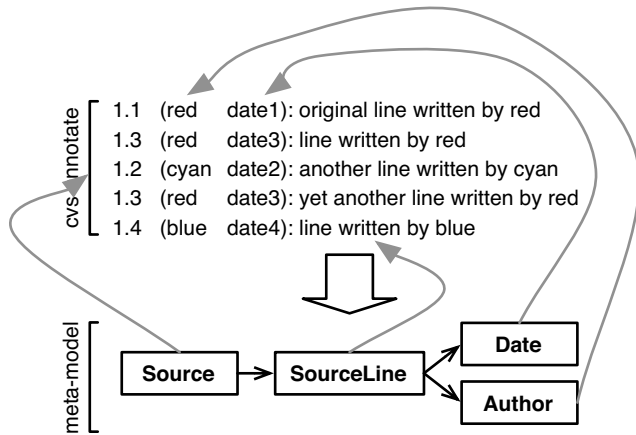 1.1 (red date1): original line written by red
1.3 (red date3): line written by red
1.2 (cyan date2): another line written by cyan
1.3 (red date3): yet another line written by red
1.4 (blue date4): line written by blue
cvs
Source
SourceLine
Date
Author
meta-model